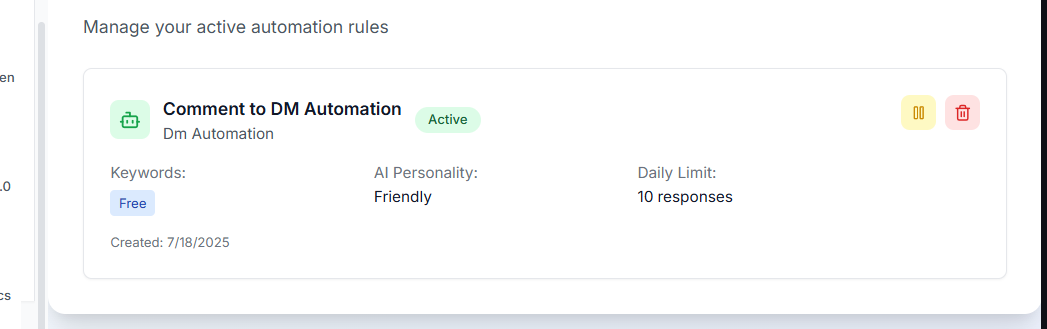 Manage your active automation rules
en
Comment to DM Automation
Active
Dm Automation
Keywords:
AI Personality:
Daily Limit:
.0
Free
Friendly
10 responses
Created: 7/18/2025
cs